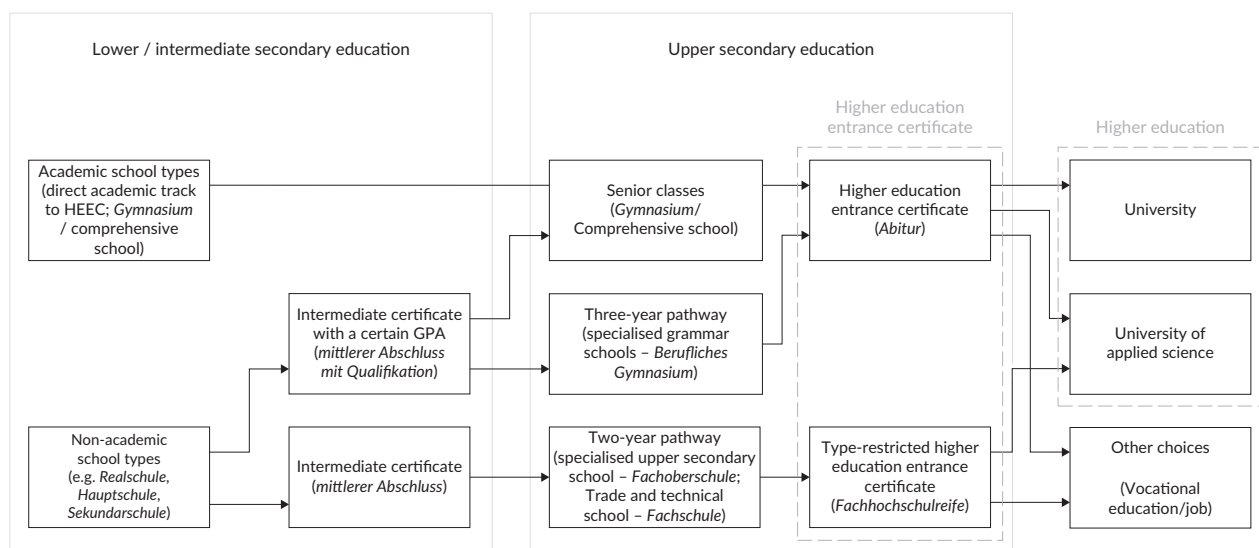 Lower / intermediate secondary education
Upper secondary education
Higher education
entrance certificate
Higher education
Academic school types
(direct academic track
to HEEC; Gymnasium
/ comprehensive
school)
Senior classes
(Gymnasium/
Comprehensive school)
Higher education
entrance certificate
(Abitur)
University
Intermediate certificate
with a certain GPA
(mittlerer Abschluss
mit Qualifikation)
Three-year pathway
(specialised grammar
schools – Berufliches
Gymnasium)
University of
applied science
Non-academic
school types
(e.g. Realschule,
Hauptschule,
Sekundarschule)
Intermediate certificate
(mittlerer Abschluss)
Two-year pathway
(specialised upper secondary
school – Fachoberschule;
Trade and technical
school – Fachschule)
Type-restricted higher
education entrance
certificate
(Fachhochschulreife)
Other choices
(Vocational
education/job)